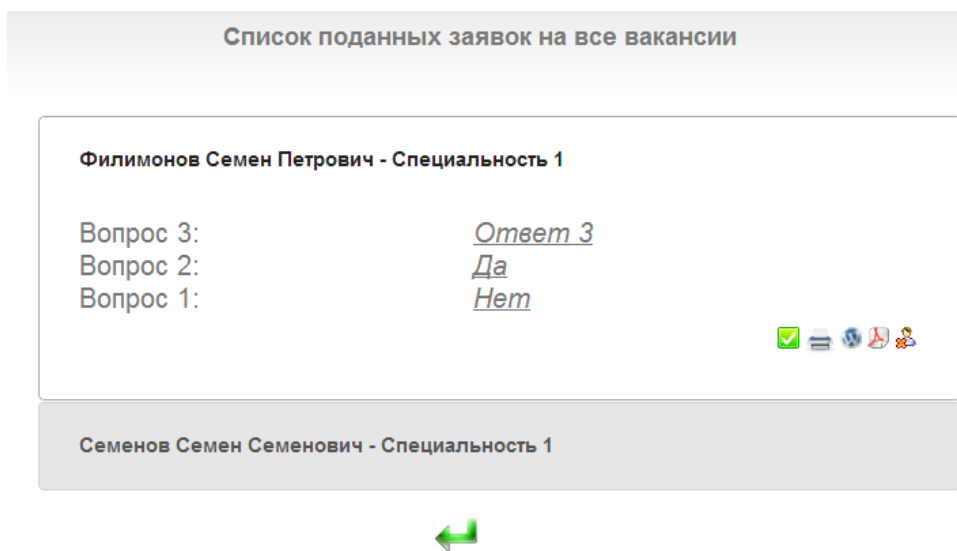 Список поданных заявок на все вакансии
Филимонов Семен Петрович - Специальность 1
Вопрос 3: Ответ 3
Вопрос 2: Да
Вопрос 1: Нет
Семенов Семен Семенович - Специальность 1